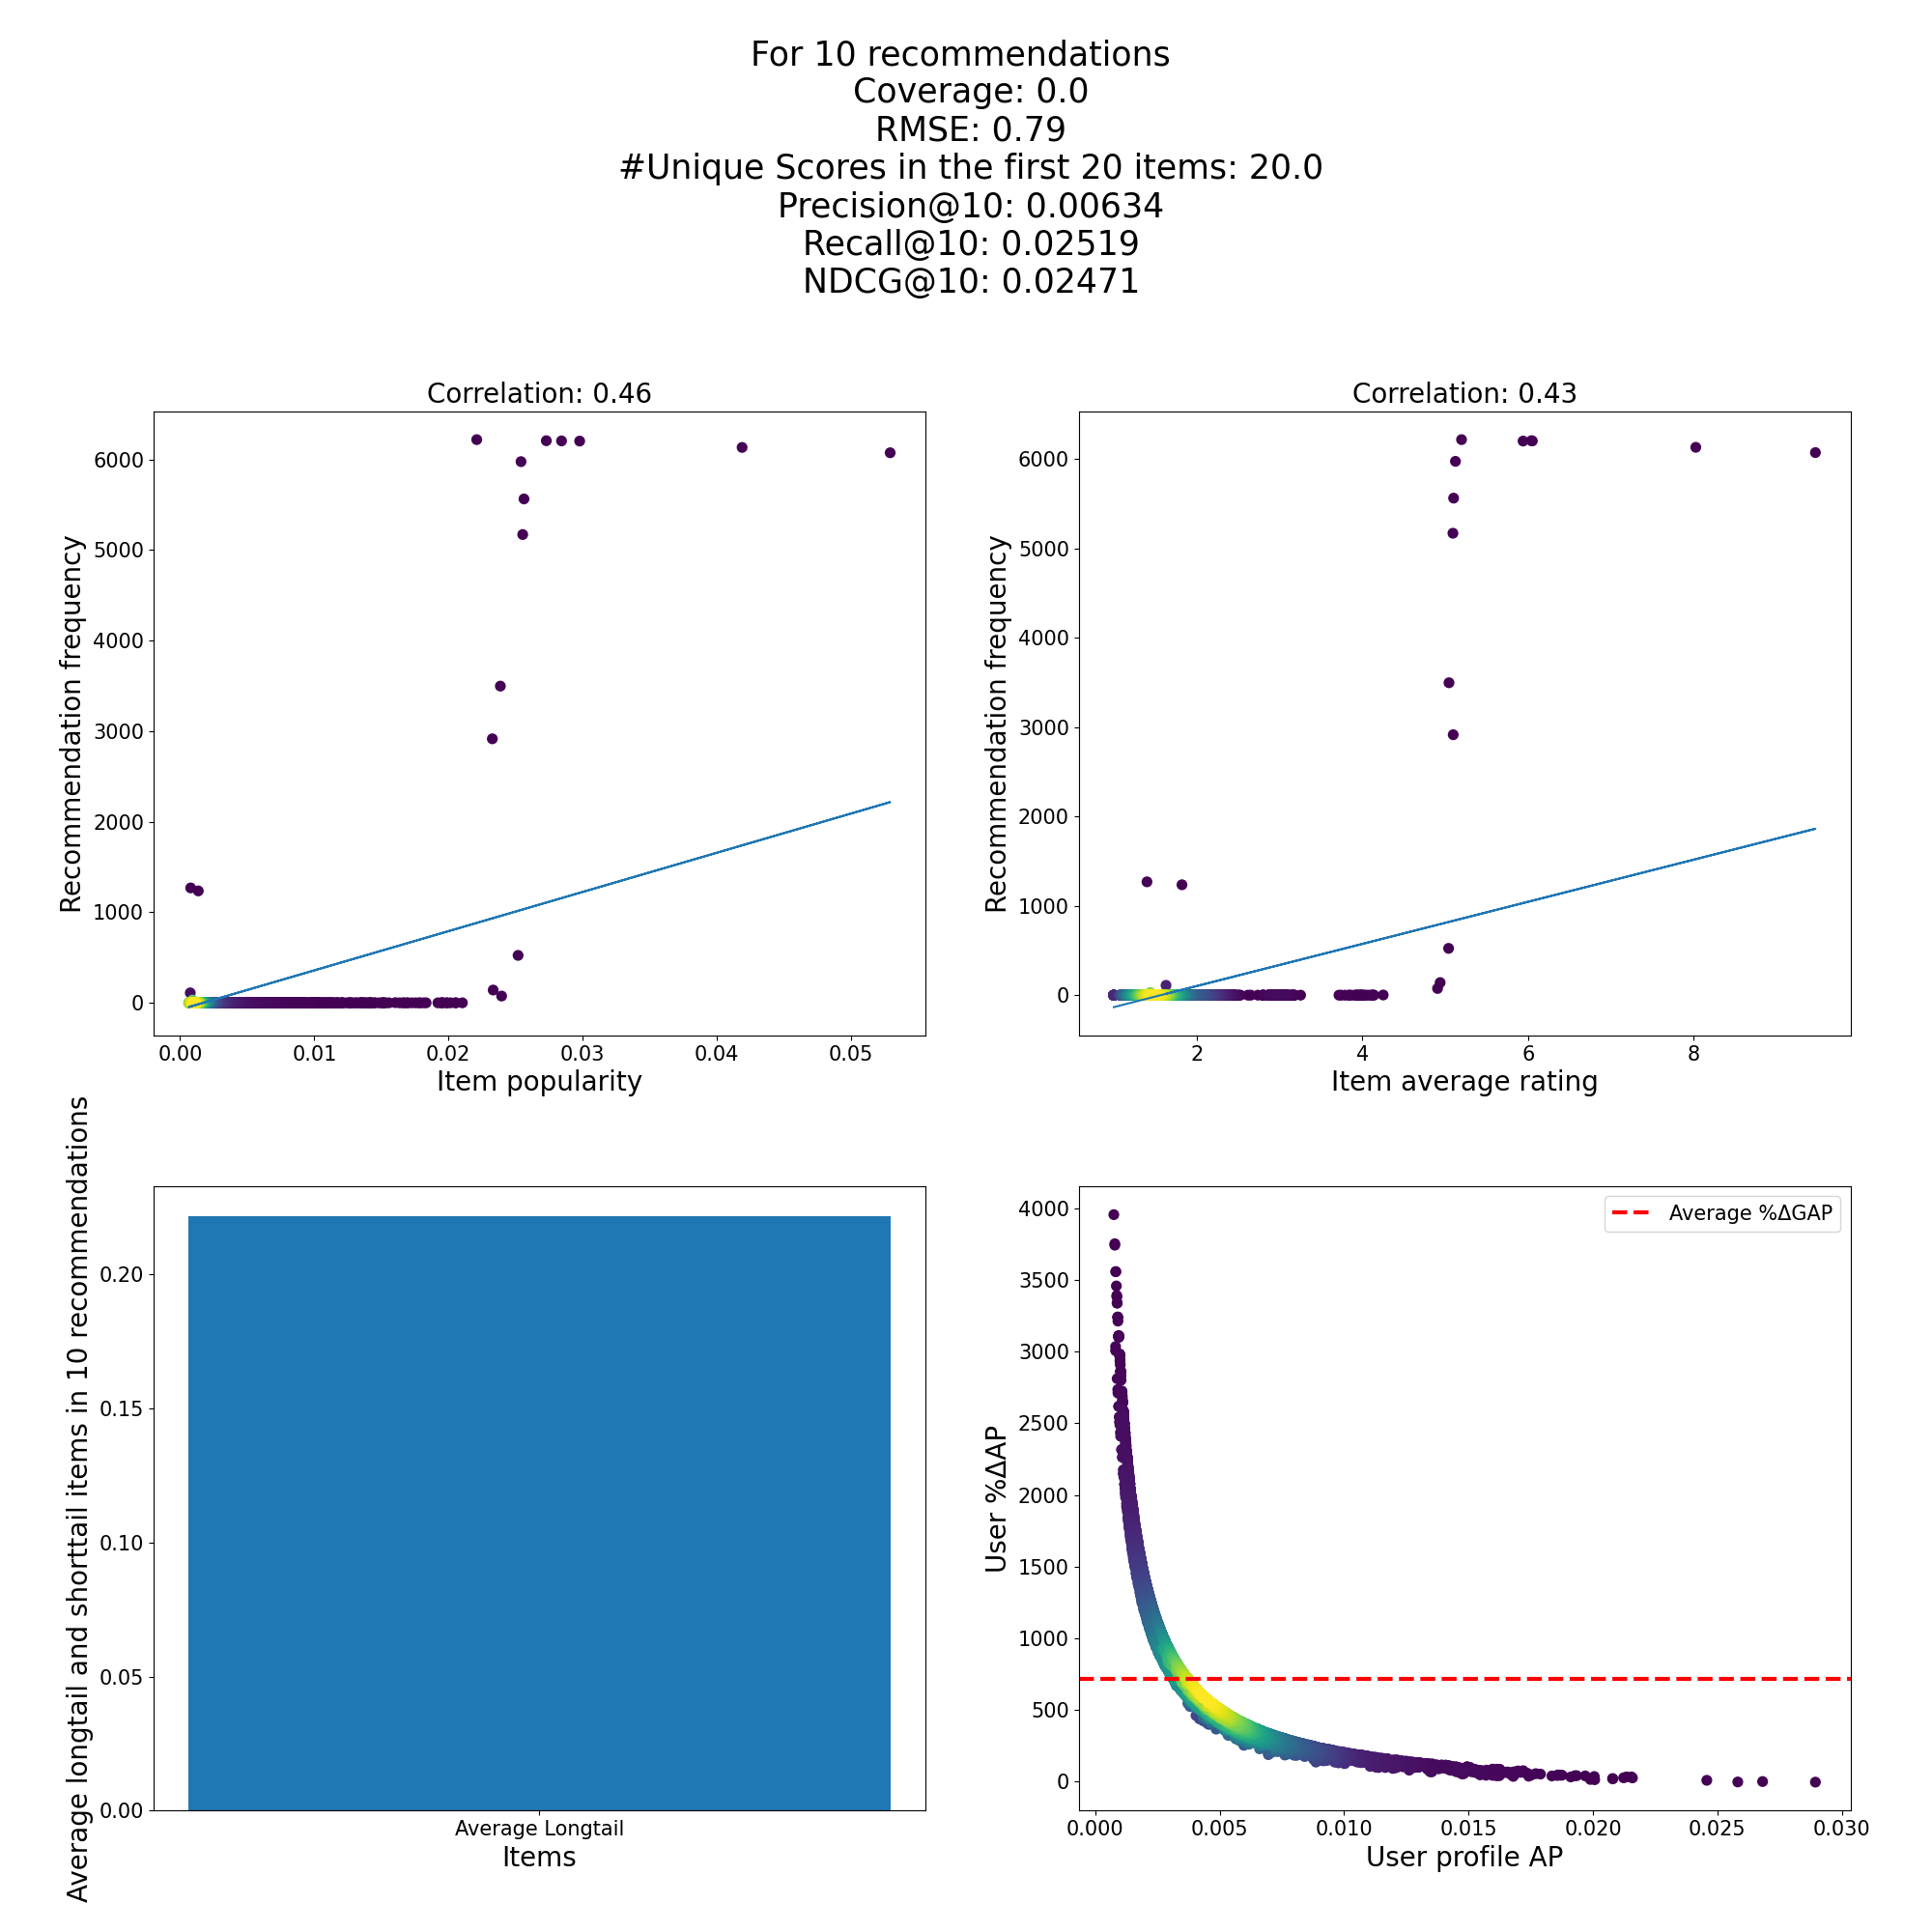 For 10 recommendations
Coverage: 0.0
RMSE: 0.79
#Unique Scores in the first 20 items: 20.0
Precision@10: 0.00634
Recall@10: 0.02519
NDCG@10: 0.02471
Correlation: 0.46
Recommendation frequency
6000
5000
4000
3000
2000
1000
0
0.00 0.01 0.02 0.03 0.04 0.05
Item popularity
Correlation: 0.43
Recommendation frequency
6000
5000
4000
3000
2000
1000
0
2 4 6 8
Item average rating
Average longtail and shorttail items in 10 recommendations
0.20
0.15
0.10
0.05
0.00
Average Longtail
Items
Average %ΔGAP
User %ΔAP
4000
3500
3000
2500
2000
1500
1000
500
0
0.000 0.005 0.010 0.015 0.020 0.025 0.030
User profile AP